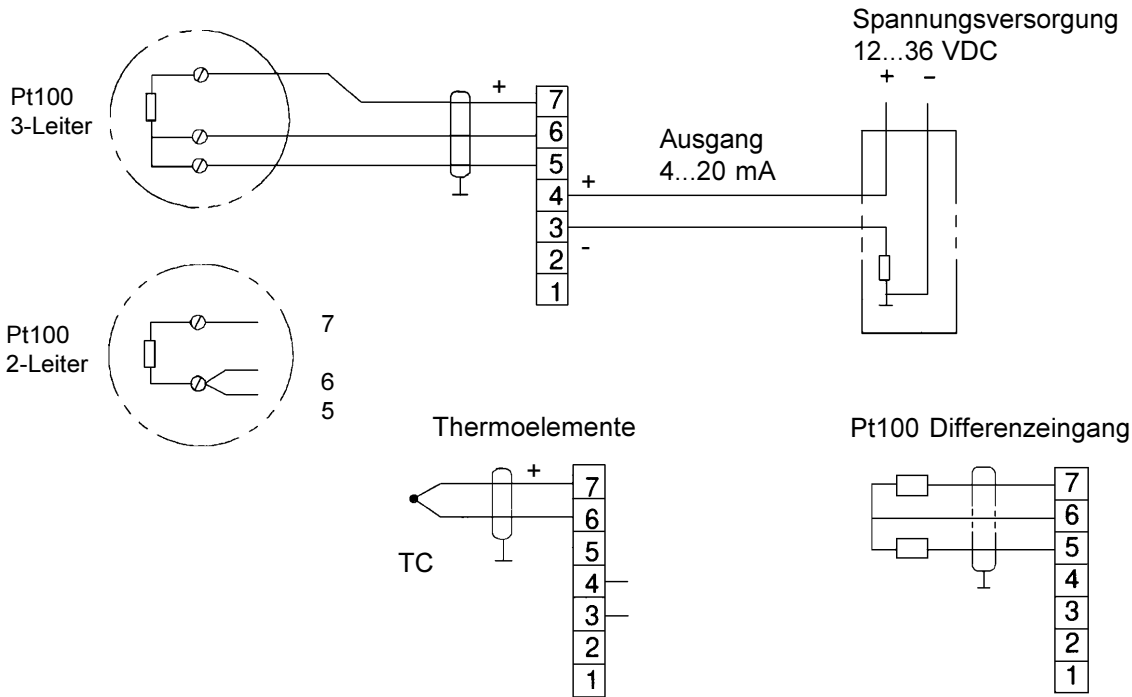 Spannungsversorgung
12...36 VDC
+ −
Pt100
3-Leiter
+
7
6
5
4
3
2
1
Ausgang
4...20 mA
+
-
Pt100
2-Leiter
7
6
5
Thermoelemente
+
7
6
5
4
3
2
1
TC
Pt100 Differenzeingang
7
6
5
4
3
2
1